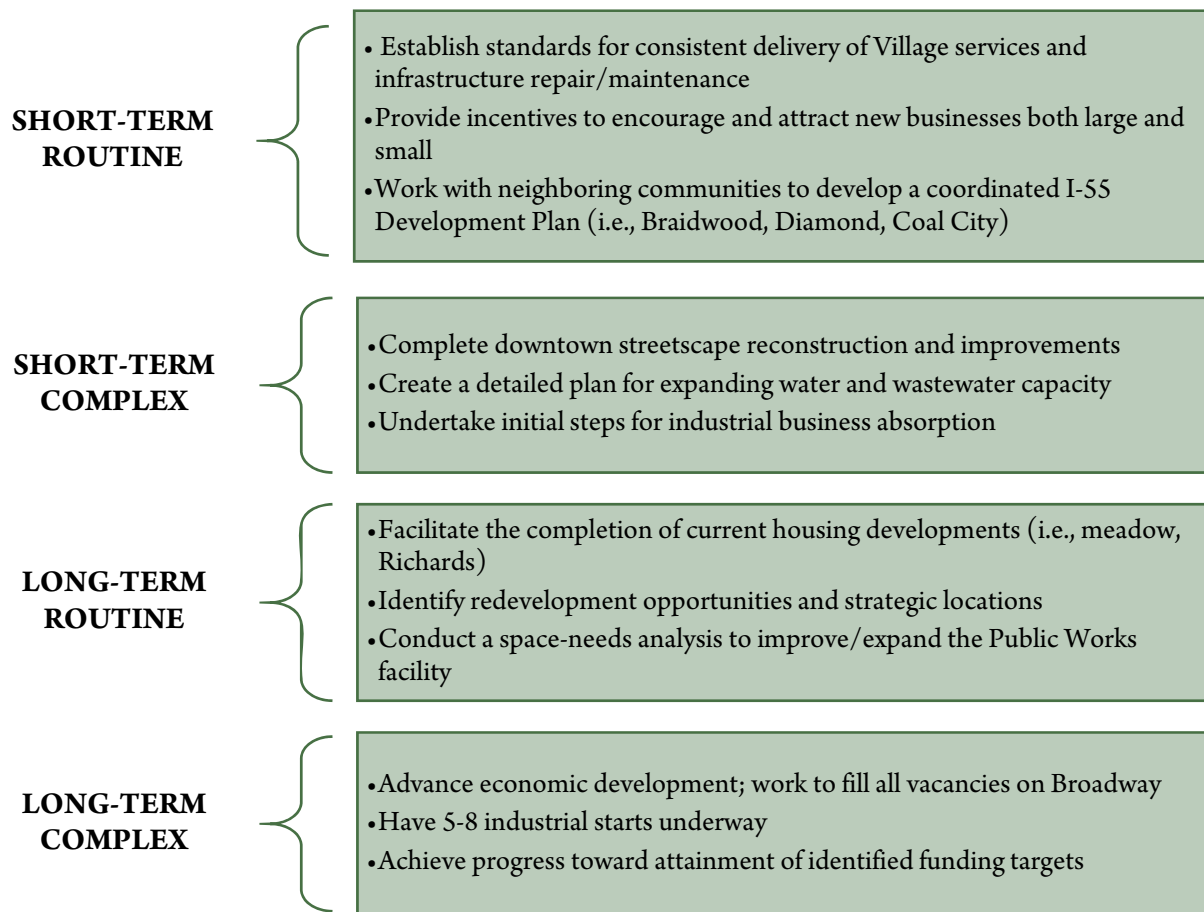 SHORT-TERM
ROUTINE
• Establish standards for consistent delivery of Village services and
infrastructure repair/maintenance
•Provide incentives to encourage and attract new businesses both large and
small
•Work with neighboring communities to develop a coordinated I-55
Development Plan (i.e., Braidwood, Diamond, Coal City)
SHORT-TERM
COMPLEX
•Complete downtown streetscape reconstruction and improvements
•Create a detailed plan for expanding water and wastewater capacity
•Undertake initial steps for industrial business absorption
LONG-TERM
ROUTINE
•Facilitate the completion of current housing developments (i.e., meadow,
Richards)
•Identify redevelopment opportunities and strategic locations
•Conduct a space-needs analysis to improve/expand the Public Works
facility
LONG-TERM
COMPLEX
•Advance economic development; work to fill all vacancies on Broadway
•Have 5-8 industrial starts underway
•Achieve progress toward attainment of identified funding targets